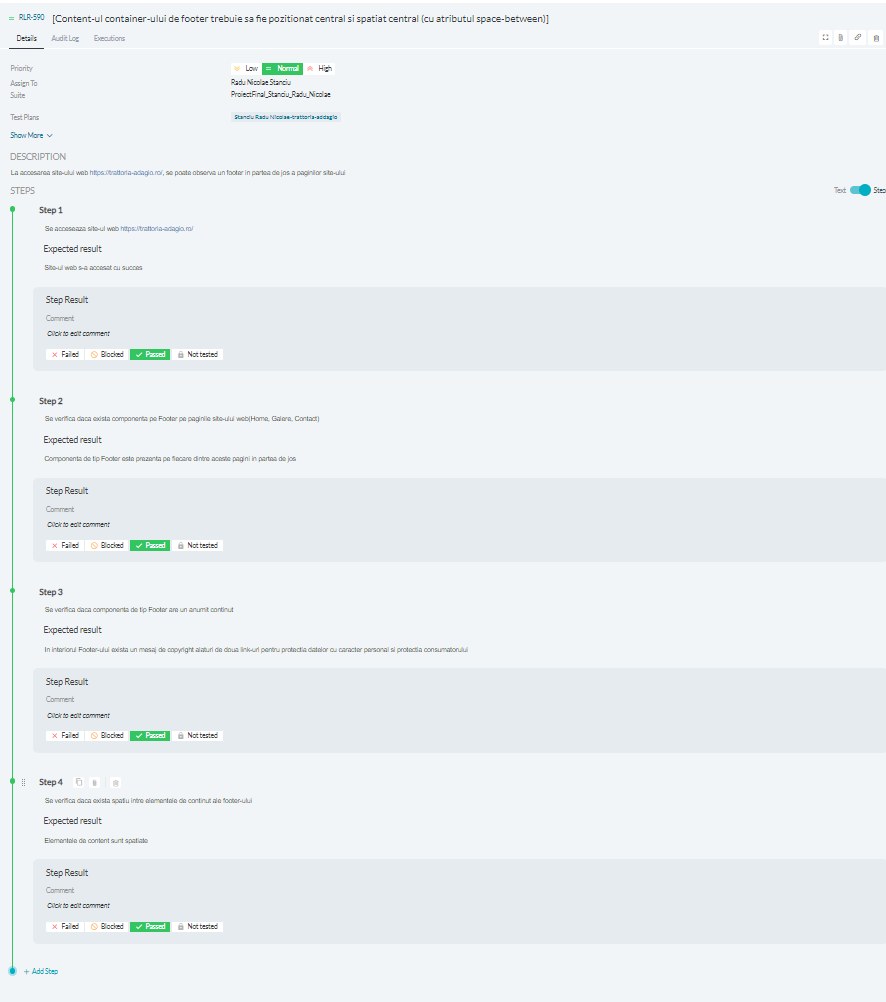 RLR-590 [Content-ul container-ului de footer trebuie sa fie pozitionat central si spatiat central (cu atributul space-between)]
Details Audit Log Executions
Priority Low Normal High
Assign To Radu Nicolae Stanciu
Suite ProiectFinal_Stanciu_Radu_Nicolae
Test Plans Stanciu Radu Nicolae-trattoria-addagio
Show More
DESCRIPTION
La accesarea site-ului web https://trattoria-adagio.ro/, se poate observa un footer in partea de jos a paginilor site-ului
STEPS Text Step
Step 1
Se acceseaza site-ul web https://trattoria-adagio.ro/
Expected result
Site-ul web s-a accesat cu succes
Step Result
Comment
Click to edit comment
Failed Blocked Passed Not tested
Step 2
Se verifica daca exista componenta pe Footer pe paginile site-ului web(Home, Galere, Contact)
Expected result
Componenta de tip Footer este prezenta pe fiecare dintre aceste pagini in partea de jos
Step Result
Comment
Click to edit comment
Failed Blocked Passed Not tested
Step 3
Se verifica daca componenta de tip Footer are un anumit continut
Expected result
In interiorul Footer-ului exista un mesaj de copyright alaturi de doua link-uri pentru protectia datelor cu caracter personal si protectia consumatorului
Step Result
Comment
Click to edit comment
Failed Blocked Passed Not tested
Step 4
Se verifica daca exista spatiu intre elementele de continut ale footer-ului
Expected result
Elementele de content sunt spatiate
Step Result
Comment
Click to edit comment
Failed Blocked Passed Not tested
+ Add Step